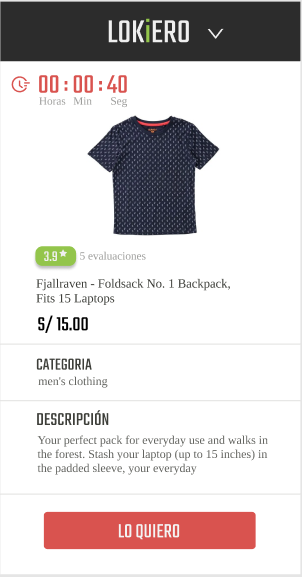 LOKiERO
00 : 00 : 40
Horas Min Seg
3.9 ★ 5 evaluaciones
Fjallraven - Foldsack No. 1 Backpack,
Fits 15 Laptops
S/ 15.00
CATEGORIA
men's clothing
DESCRIPCIÓN
Your perfect pack for everyday use and walks in
the forest. Stash your laptop (up to 15 inches) in
the padded sleeve, your everyday
LO QUIERO